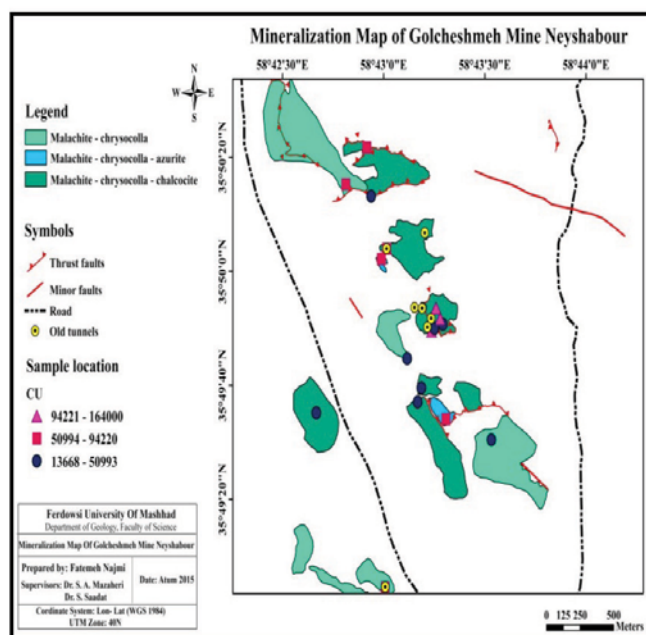 Mineralization Map of Golcheshmeh Mine Neyshabour
58°42'30"E 58°43'0"E 58°43'30"E 58°44'0"E
N
W E
S
Legend
Malachite - chrysocolla
Malachite - chrysocolla - azurite
Malachite - chrysocolla - chalcocite
Symbols
Thrust faults
Minor faults
Road
Old tunnels
Sample location
CU
94221 - 164000
50994 - 94220
13668 - 50993
35°50'20"N
35°50'0"N
35°49'40"N
35°49'20"N
Ferdowsi University Of Mashhad
Department of Geology, Faculty of Science
Mineralization Map Of Golcheshmeh Mine Neyshabour
Prepared by: Fatemeh Najmi
Supervisors: Dr. S. A. Mazaheri
Dr. S. Saadat
Date: Atum 2015
Cordinate System: Lon- Lat (WGS 1984)
UTM Zone: 40N
0 125 250 500
Meters